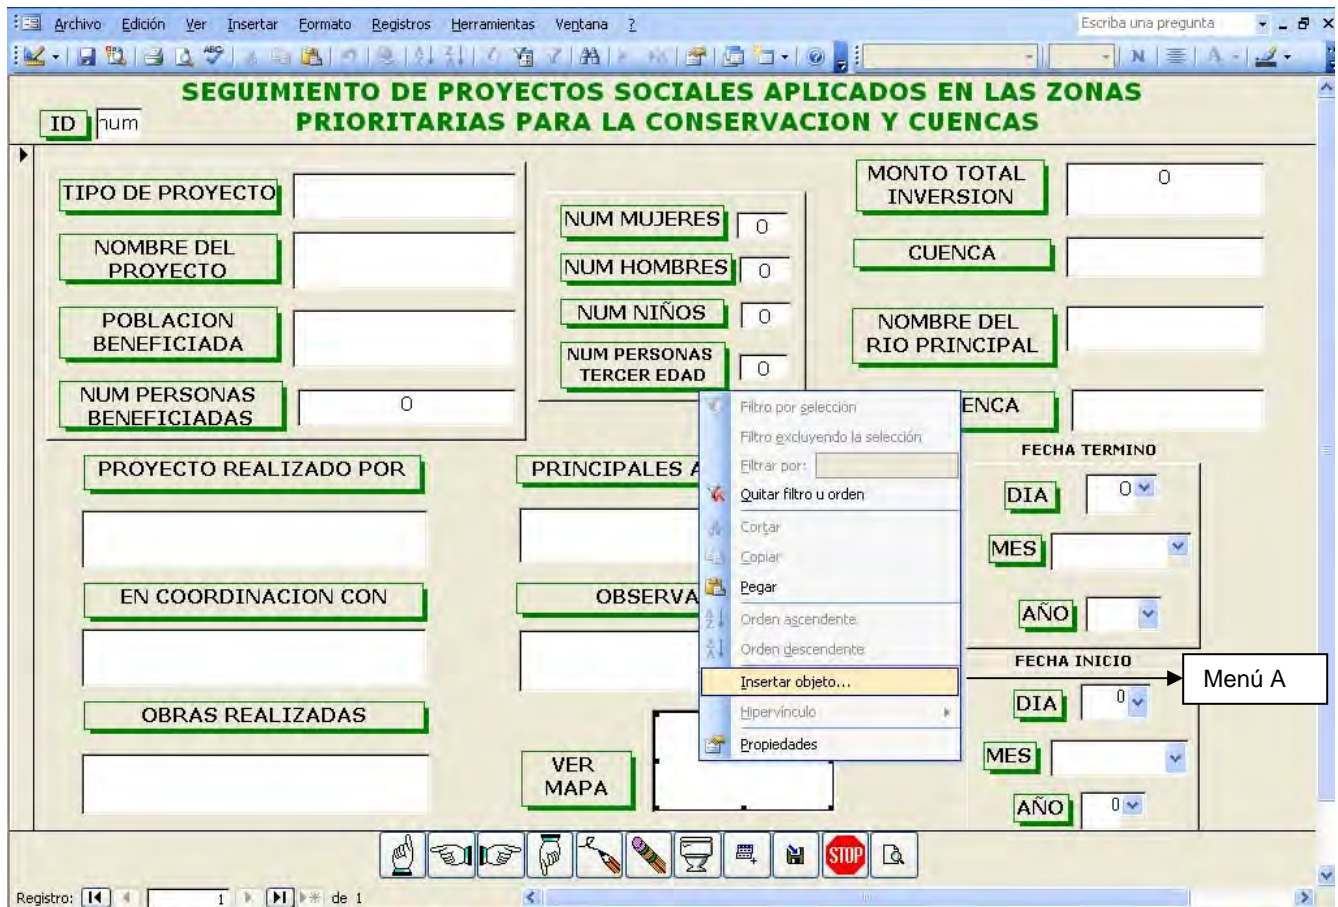 Archivo Edición Ver Insertar Formato Registros Herramientas Ventana ? Escriba una pregunta
N A
SEGUIMIENTO DE PROYECTOS SOCIALES APLICADOS EN LAS ZONAS
PRIORITARIAS PARA LA CONSERVACION Y CUENCAS
ID num
TIPO DE PROYECTO
NOMBRE DEL
PROYECTO
POBLACION
BENEFICIADA
NUM PERSONAS
BENEFICIADAS 0
NUM MUJERES 0
NUM HOMBRES 0
NUM NIÑOS 0
NUM PERSONAS
TERCER EDAD 0
MONTO TOTAL
INVERSION 0
CUENCA
NOMBRE DEL
RIO PRINCIPAL
ENCA
PROYECTO REALIZADO POR
EN COORDINACION CON
OBRAS REALIZADAS
PRINCIPALES A
OBSERVA
VER
MAPA
Filtro por selección
Filtro excluyendo la selección
Filtrar por:
Quitar filtro u orden
Cortar
Copiar
Pegar
Orden ascendente
Orden descendente
Insertar objeto...
Hipervínculo
Propiedades
FECHA TERMINO
DIA 0
MES
AÑO
FECHA INICIO
DIA 0
MES
AÑO 0
Menú A
STOP
Registro: 1 de 1